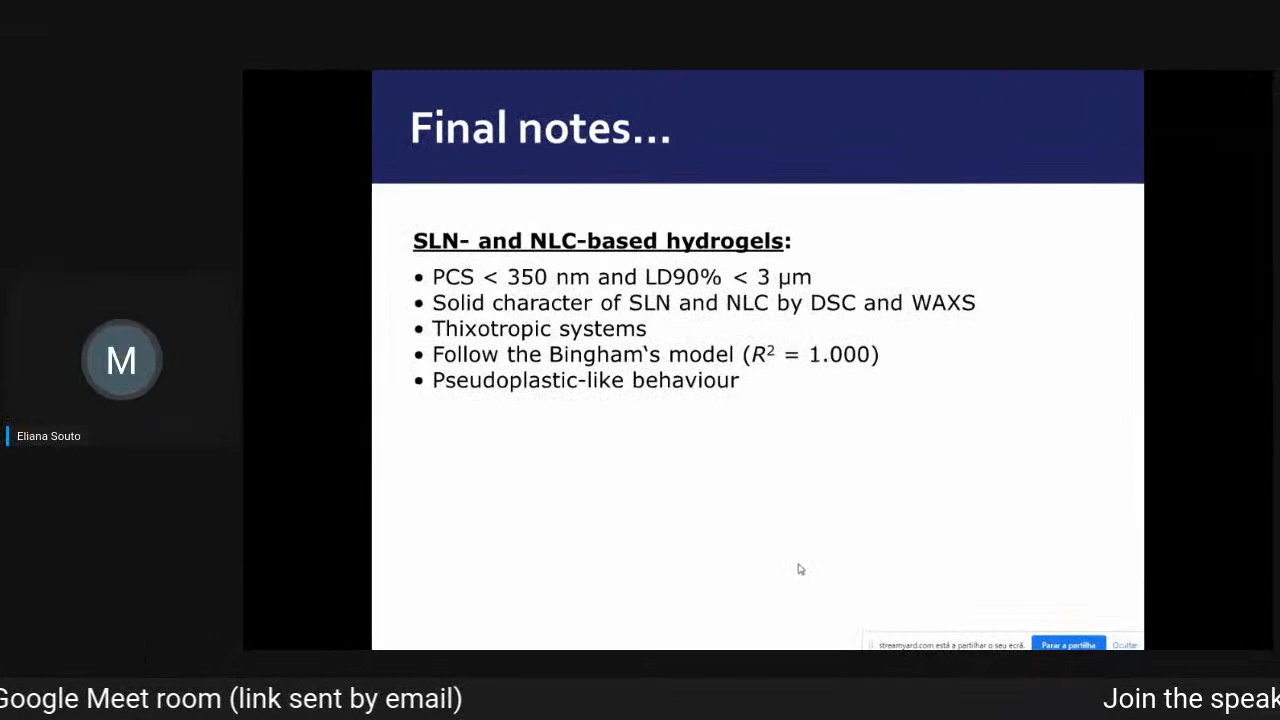 Final notes...
SLN- and NLC-based hydrogels:
• PCS < 350 nm and LD90% < 3 µm
• Solid character of SLN and NLC by DSC and WAXS
• Thixotropic systems
• Follow the Bingham‘s model (R² = 1.000)
• Pseudoplastic-like behaviour
M
Eliana Souto
streamyard.com está a partilhar o seu ecrã. Parar a partilha Ocultar
Google Meet room (link sent by email) Join the speak